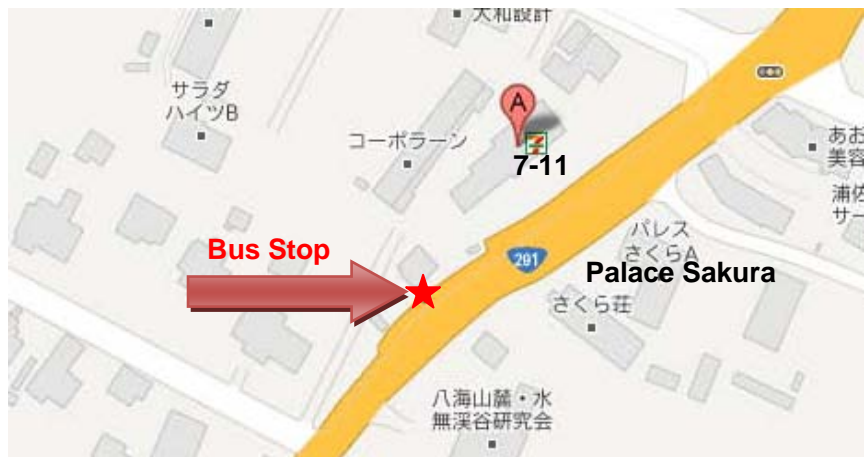 大和設計
サラダ
ハイツB
A
コーポラーン
7-11
あお
美容
浦佐
サー
Bus Stop
291
パレス
さくらA
Palace Sakura
さくら荘
八海山麓・水
無渓谷研究会